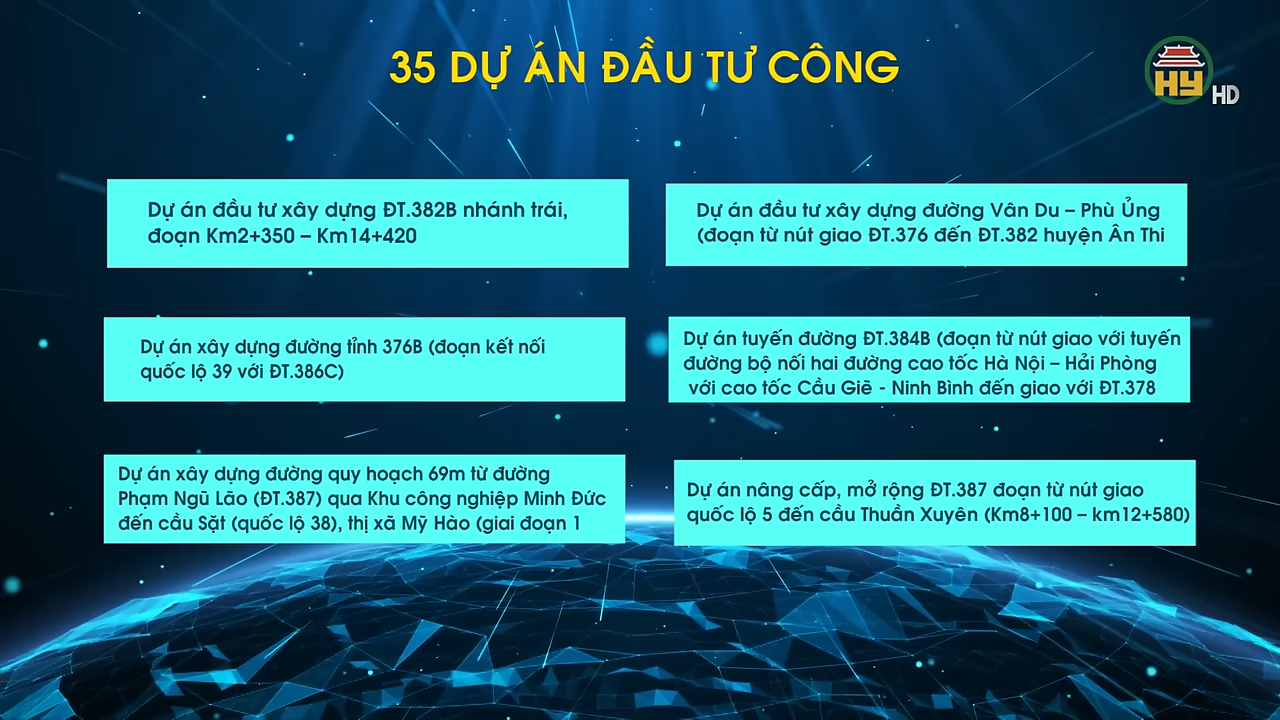 35 DỰ ÁN ĐẦU TƯ CÔNG
HY HD
Dự án đầu tư xây dựng ĐT.382B nhánh trái,
đoạn Km2+350 – Km14+420
Dự án đầu tư xây dựng đường Vân Du – Phù Ủng
(đoạn từ nút giao ĐT.376 đến ĐT.382 huyện Ân Thi
Dự án xây dựng đường tỉnh 376B (đoạn kết nối
quốc lộ 39 với ĐT.386C)
Dự án tuyến đường ĐT.384B (đoạn từ nút giao với tuyến
đường bộ nối hai đường cao tốc Hà Nội – Hải Phòng
với cao tốc Cầu Giẽ - Ninh Bình đến giao với ĐT.378
Dự án xây dựng đường quy hoạch 69m từ đường
Phạm Ngũ Lão (ĐT.387) qua Khu công nghiệp Minh Đức
đến cầu Sặt (quốc lộ 38), thị xã Mỹ Hào (giai đoạn 1
Dự án nâng cấp, mở rộng ĐT.387 đoạn từ nút giao
quốc lộ 5 đến cầu Thuần Xuyên (Km8+100 – km12+580)